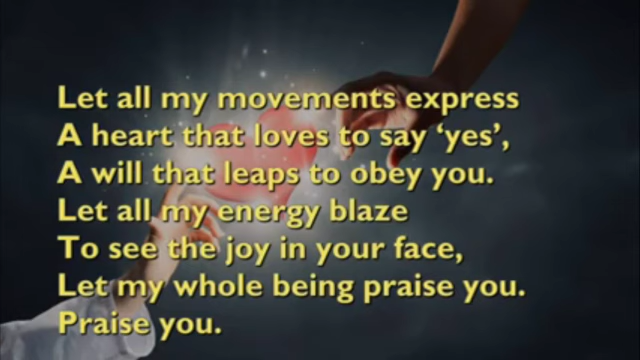 Let all my movements express
A heart that loves to say ‘yes’,
A will that leaps to obey you.
Let all my energy blaze
To see the joy in your face,
Let my whole being praise you.
Praise you.